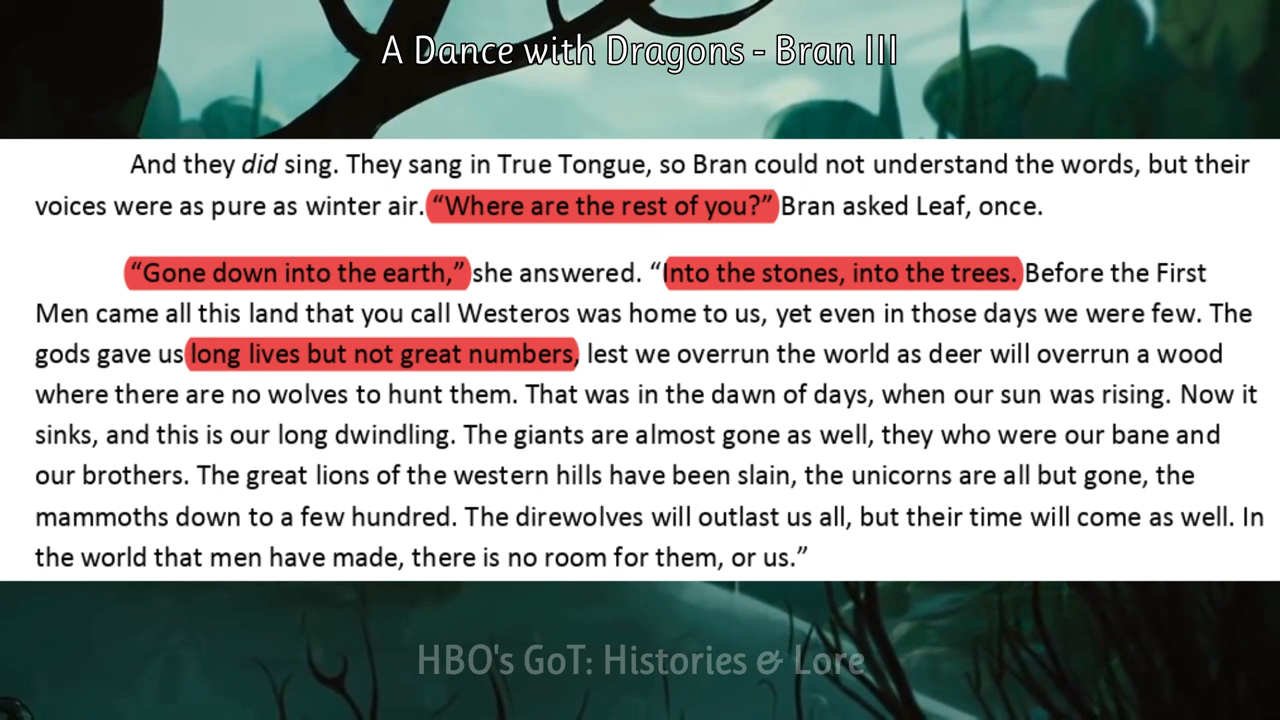 A Dance with Dragons - Bran III
And they did sing. They sang in True Tongue, so Bran could not understand the words, but their
voices were as pure as winter air. “Where are the rest of you?” Bran asked Leaf, once.
“Gone down into the earth,” she answered. “Into the stones, into the trees. Before the First
Men came all this land that you call Westeros was home to us, yet even in those days we were few. The
gods gave us long lives but not great numbers, lest we overrun the world as deer will overrun a wood
where there are no wolves to hunt them. That was in the dawn of days, when our sun was rising. Now it
sinks, and this is our long dwindling. The giants are almost gone as well, they who were our bane and
our brothers. The great lions of the western hills have been slain, the unicorns are all but gone, the
mammoths down to a few hundred. The direwolves will outlast us all, but their time will come as well. In
the world that men have made, there is no room for them, or us.”
HBO's GoT: Histories & Lore